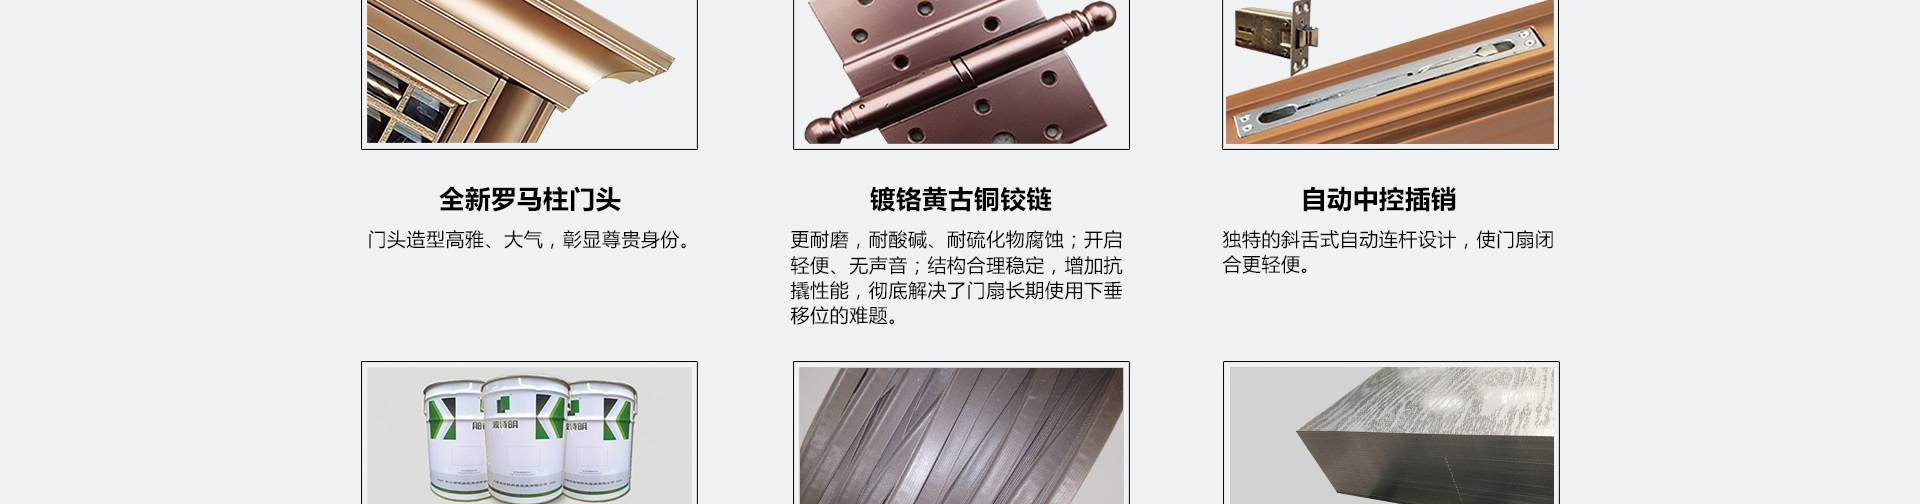 全新罗马柱门头
门头造型高雅、大气，彰显尊贵身份。
镀铬黄古铜铰链
更耐磨，耐酸碱、耐硫化物腐蚀；开启
轻便、无声音；结构合理稳定，增加抗
撬性能，彻底解决了门扇长期使用下垂
移位的难题。
自动中控插销
独特的斜舌式自动连杆设计，使门扇闭
合更轻便。